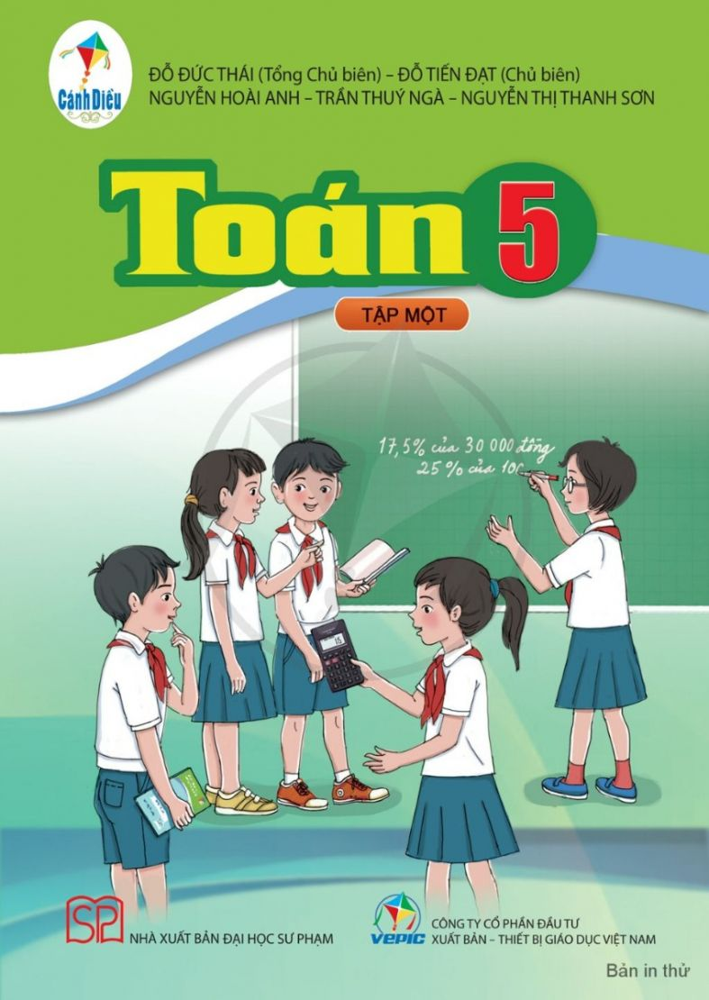 Cánh Diều
ĐỖ ĐỨC THÁI (Tổng Chủ biên) – ĐỖ TIẾN ĐẠT (Chủ biên)
NGUYỄN HOÀI ANH – TRẦN THUÝ NGÀ – NGUYỄN THỊ THANH SƠN
Toán 5
TẬP MỘT
17,5% của 30 000 đồng
25% của 100
15
SP
NHÀ XUẤT BẢN ĐẠI HỌC SƯ PHẠM
VEPIC
CÔNG TY CỔ PHẦN ĐẦU TƯ
XUẤT BẢN – THIẾT BỊ GIÁO DỤC VIỆT NAM
Bản in thử